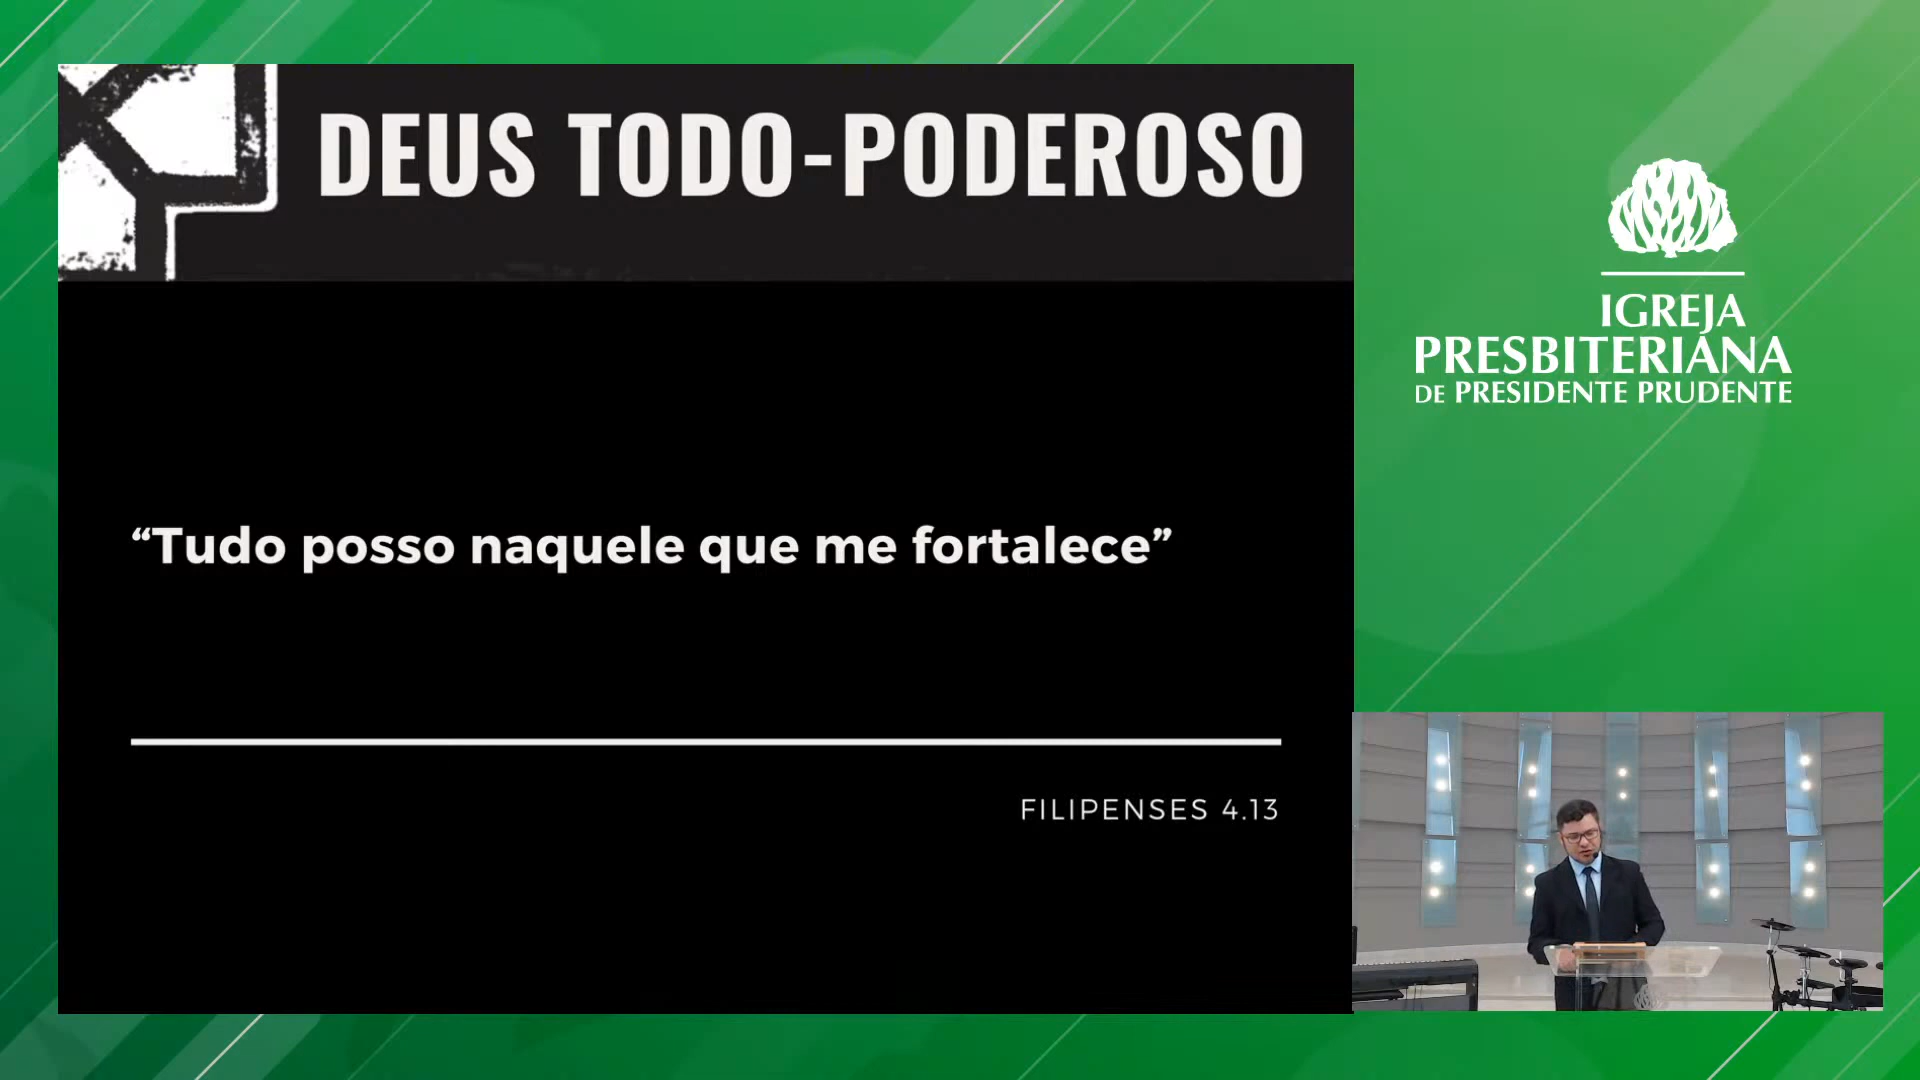 DEUS TODO-PODEROSO
“Tudo posso naquele que me fortalece”
FILIPENSES 4.13
IGREJA
PRESBITERIANA
DE PRESIDENTE PRUDENTE